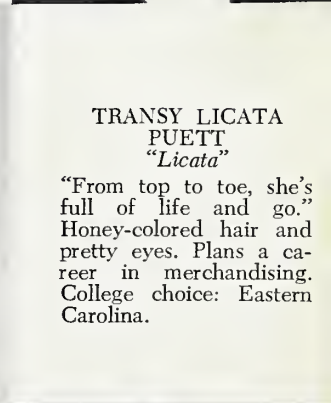 TRANSY LICATA
PUETT
“Licata”
“From top to toe, she’s
full of life and go.”
Honey-colored hair and
pretty eyes. Plans a ca-
reer in merchandising.
College choice: Eastern
Carolina.